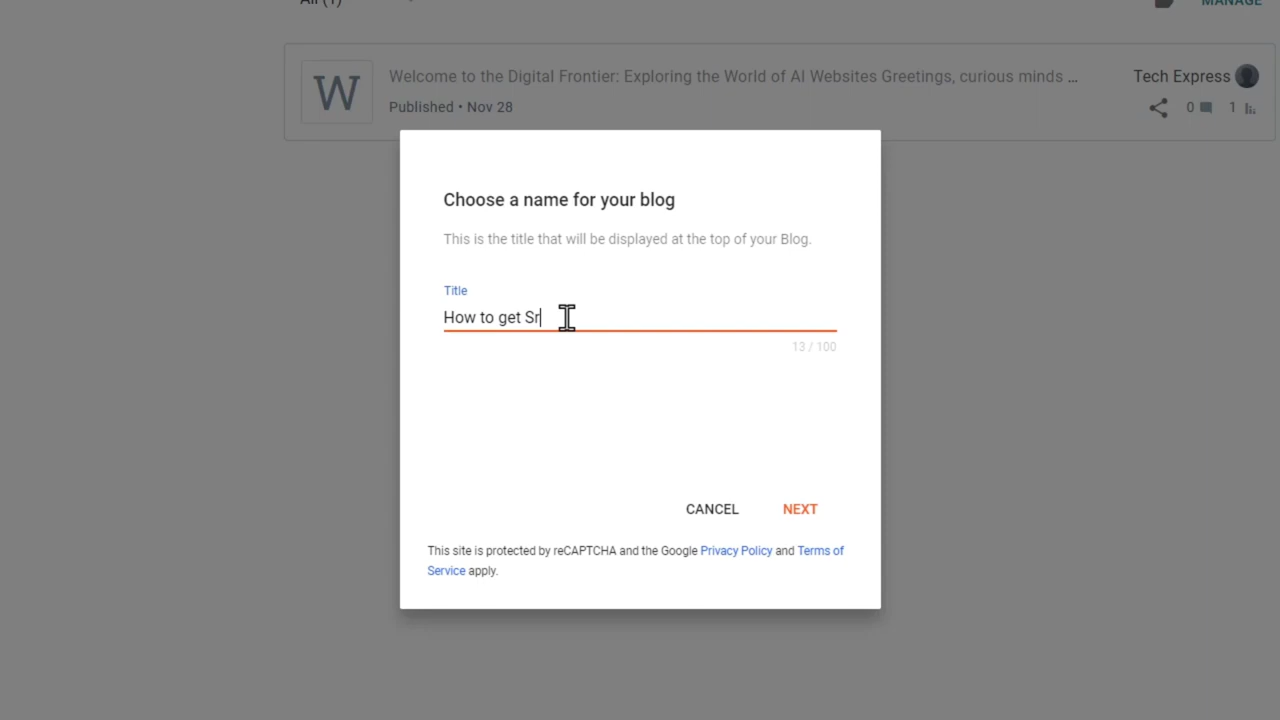 All (1)
MANAGE
W
Welcome to the Digital Frontier: Exploring the World of AI Websites Greetings, curious minds ...
Tech Express
Published • Nov 28
0
1
Choose a name for your blog
This is the title that will be displayed at the top of your Blog.
Title
How to get Sr
13 / 100
CANCEL
NEXT
This site is protected by reCAPTCHA and the Google Privacy Policy and Terms of
Service apply.